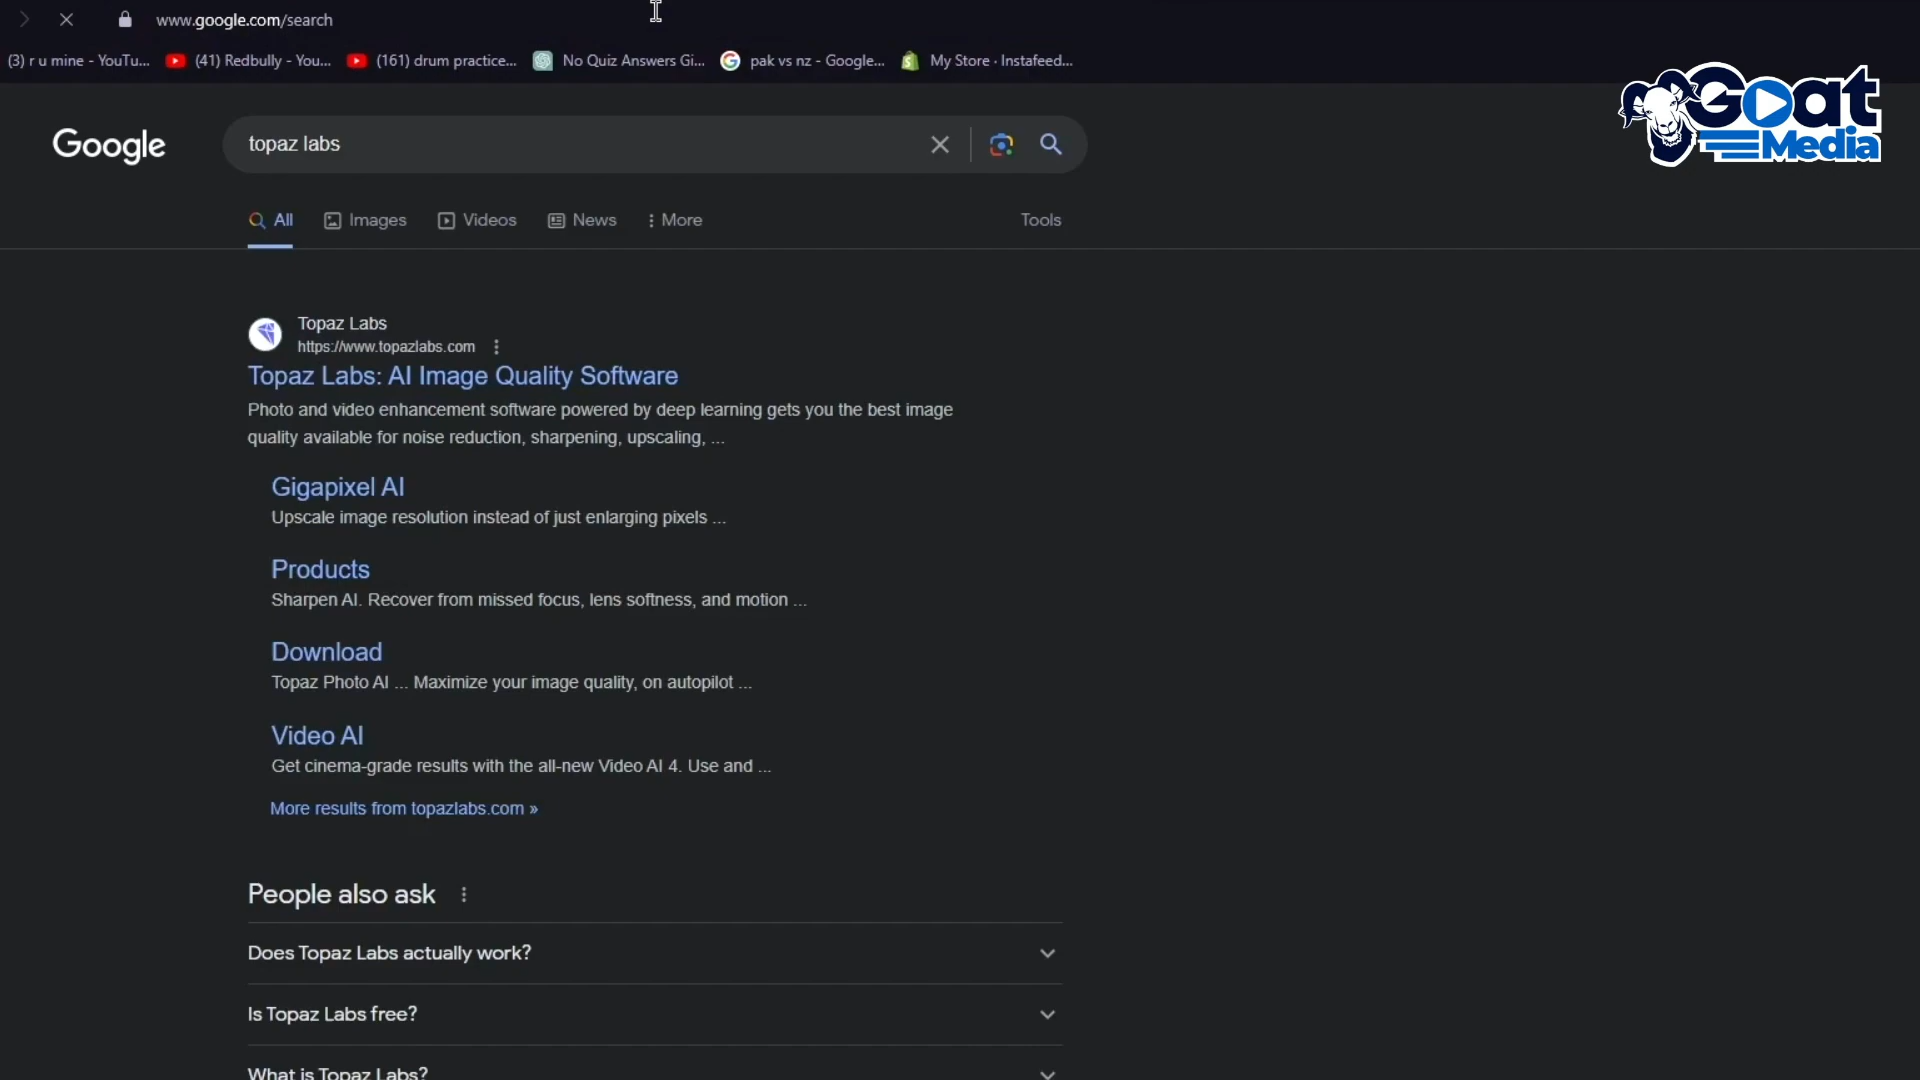 www.google.com/search
(3) r u mine - YouTu... (41) Redbully - You... (161) drum practice... No Quiz Answers Gi... pak vs nz - Google... My Store · Instafeed...
Goat
Media
Google
topaz labs
All Images Videos News More Tools
Topaz Labs
https://www.topazlabs.com
Topaz Labs: AI Image Quality Software
Photo and video enhancement software powered by deep learning gets you the best image
quality available for noise reduction, sharpening, upscaling, ...
Gigapixel AI
Upscale image resolution instead of just enlarging pixels ...
Products
Sharpen AI. Recover from missed focus, lens softness, and motion ...
Download
Topaz Photo AI ... Maximize your image quality, on autopilot ...
Video AI
Get cinema-grade results with the all-new Video AI 4. Use and ...
More results from topazlabs.com »
People also ask
Does Topaz Labs actually work?
Is Topaz Labs free?
What is Topaz Labs?